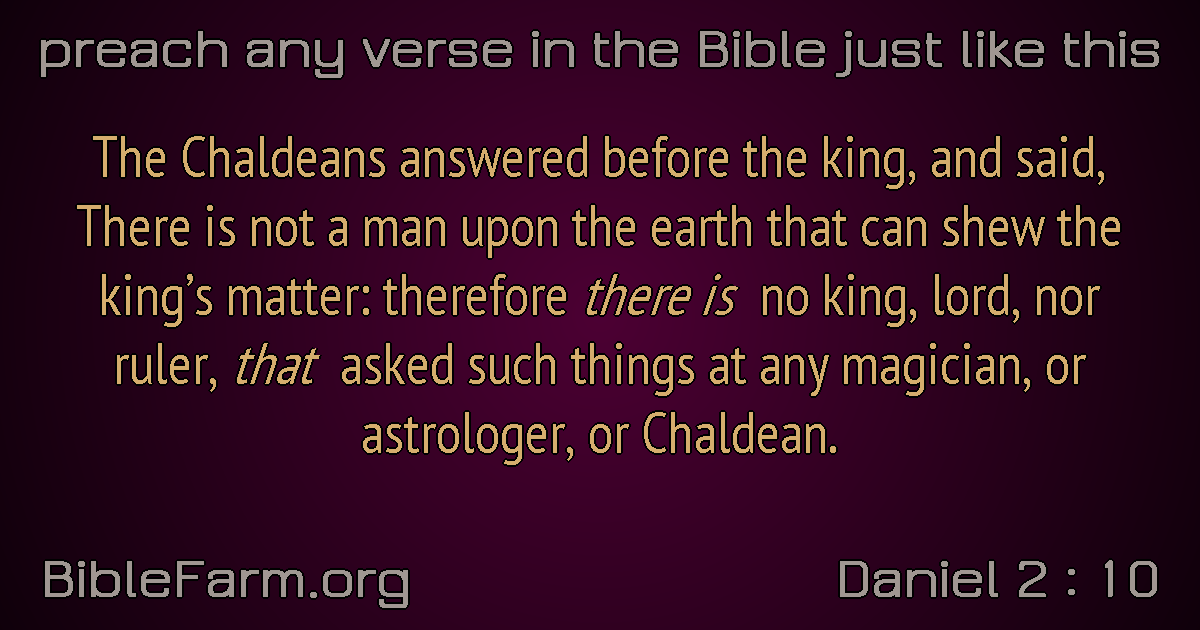 preach any verse in the Bible just like this
The Chaldeans answered before the king, and said,
There is not a man upon the earth that can shew the
king’s matter: therefore there is no king, lord, nor
ruler, that asked such things at any magician, or
astrologer, or Chaldean.
BibleFarm.org
Daniel 2 : 10